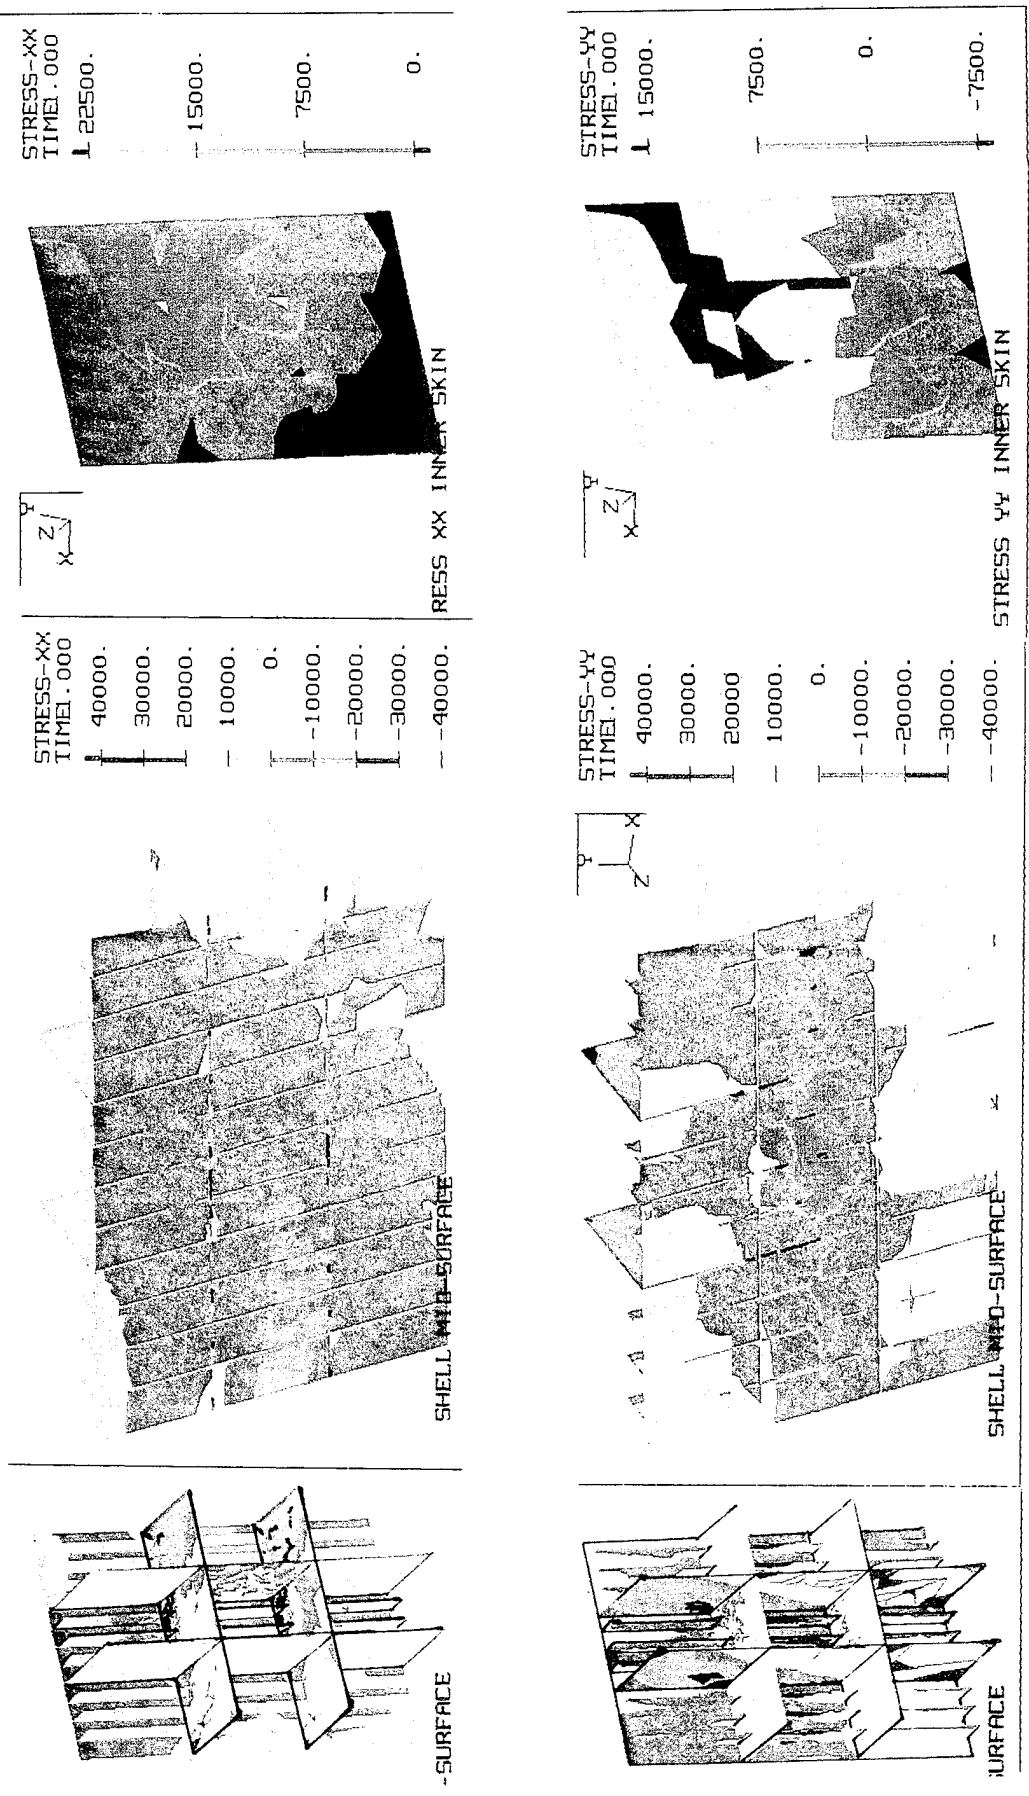 STRESS-XX
TIME1.000
22500.
15000.
7500.
0.
Z
X
RESS XX INNER SKIN
STRESS-XX
TIME1.000
40000.
30000.
20000.
10000.
0.
-10000.
-20000.
-30000.
-40000.
SHELL MID-SURFACE
-SURFACE
STRESS-YY
TIME1.000
15000.
7500.
0.
-7500.
Z
X
STRESS YY INNER SKIN
STRESS-YY
TIME1.000
40000.
30000.
20000
10000.
0.
-10000.
-20000.
-30000.
-40000.
X
Z
SHELL MID-SURFACE
SURFACE